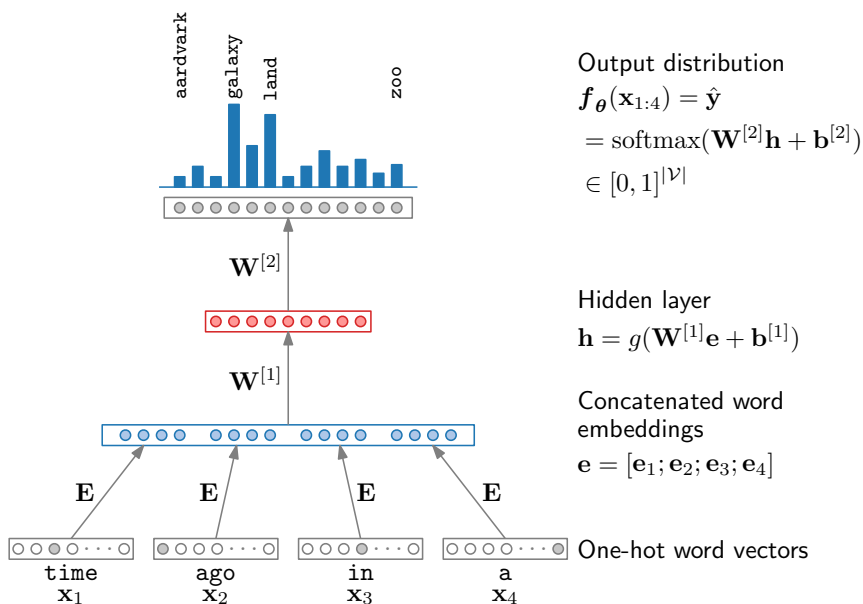 aardvark
galaxy
land
zoo
Output distribution
f_θ(x_{1:4}) = ŷ
= softmax(W^{[2]}h + b^{[2]})
∈ [0, 1]^{|V|}
W^{[2]}
Hidden layer
h = g(W^{[1]}e + b^{[1]})
W^{[1]}
Concatenated word
embeddings
e = [e_1; e_2; e_3; e_4]
E E E E
One-hot word vectors
time ago in a
x_1 x_2 x_3 x_4